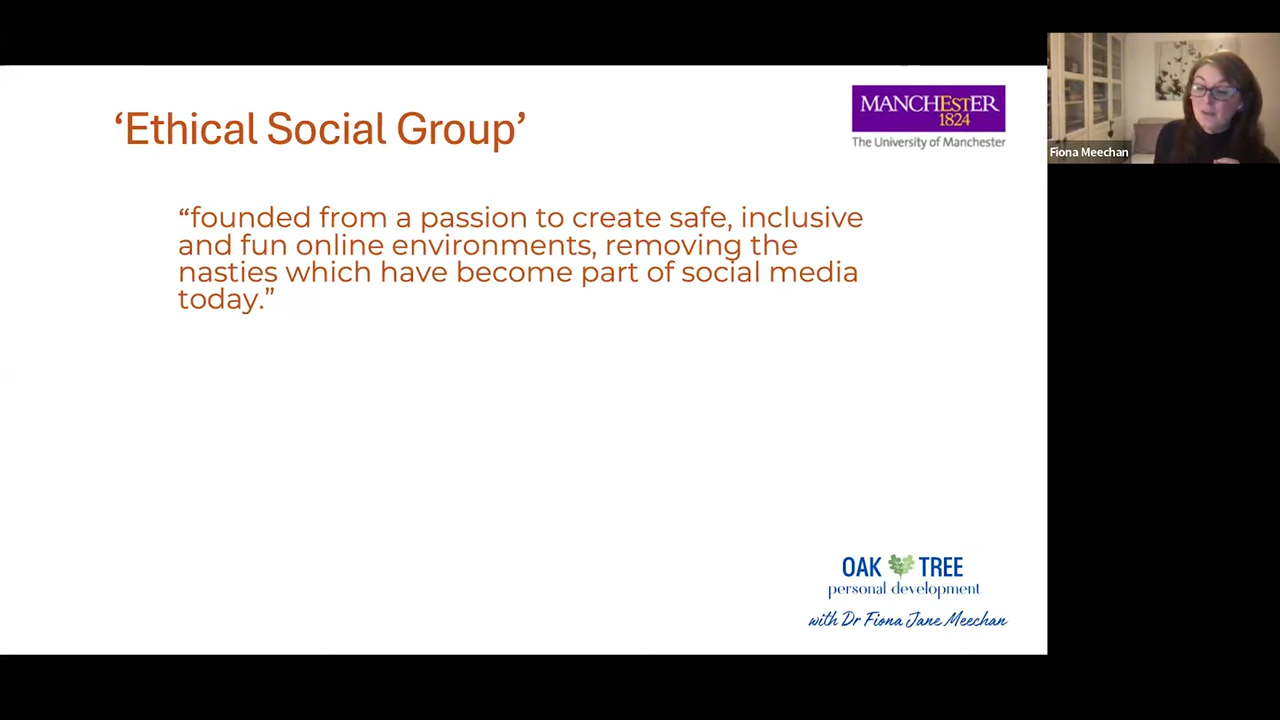 ‘Ethical Social Group’
MANCHESTER
1824
The University of Manchester
Fiona Meechan
“founded from a passion to create safe, inclusive
and fun online environments, removing the
nasties which have become part of social media
today.”
OAK TREE
personal development
with Dr Fiona Jane Meechan